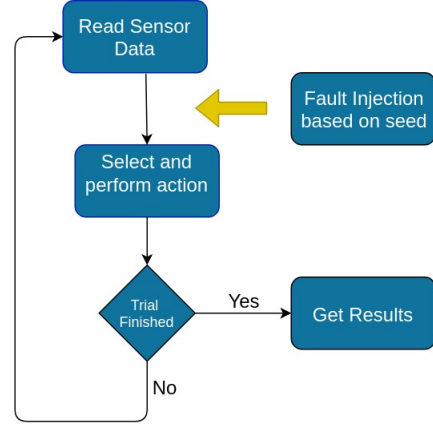 Read Sensor
Data
Fault Injection
based on seed
Select and
perform action
Trial
Finished
Yes
Get Results
No